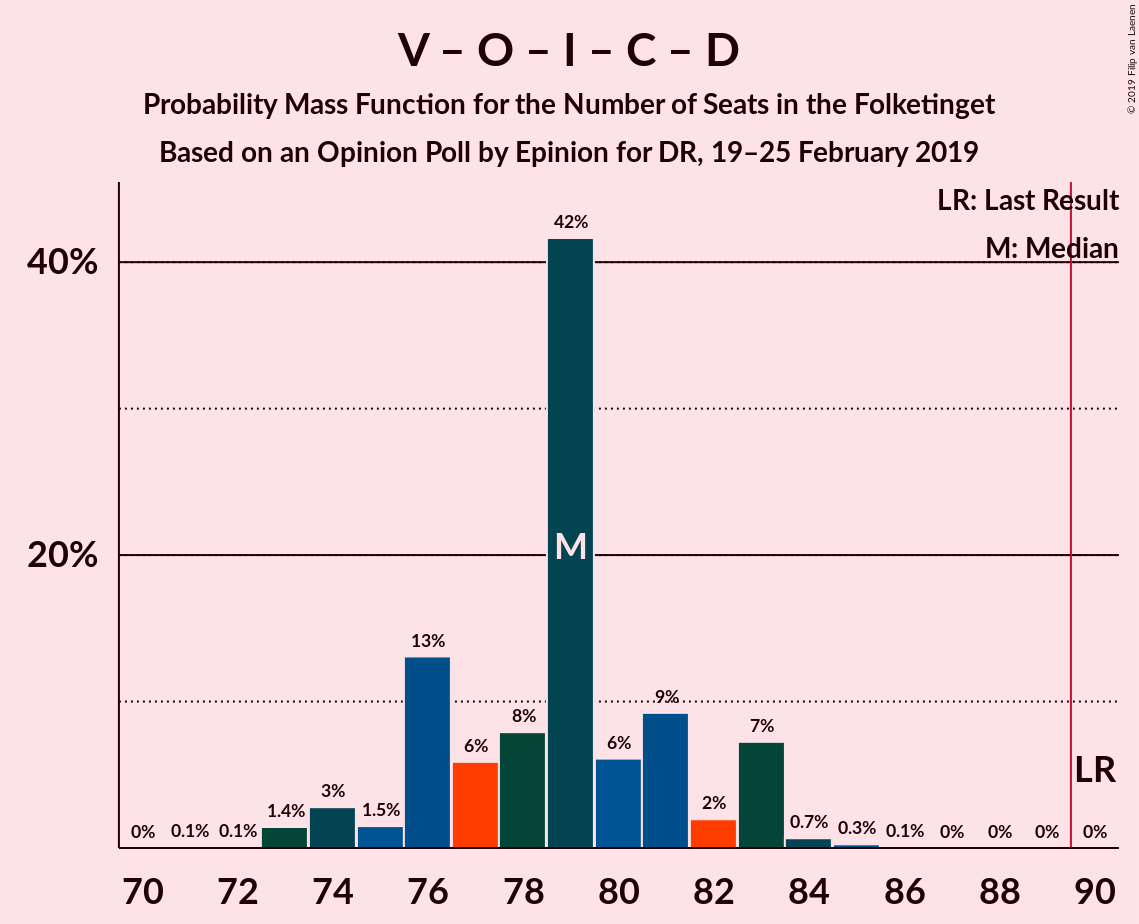 V – O – I – C – D
Probability Mass Function for the Number of Seats in the Folketinget
Based on an Opinion Poll by Epinion for DR, 19–25 February 2019
© 2019 Filip van Laenen
LR: Last Result
M: Median
40%
20%
0%
0.1%
0.1%
1.4%
3%
1.5%
13%
6%
8%
42%
M
6%
9%
2%
7%
0.7%
0.3%
0.1%
0%
0%
0%
0%
LR
70 72 74 76 78 80 82 84 86 88 90